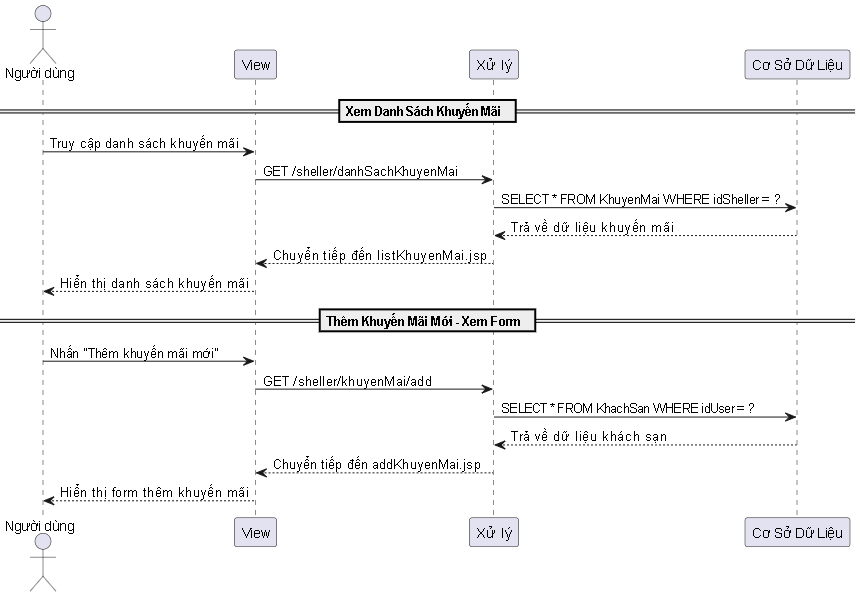 Người dùng
View
Xử lý
Cơ Sở Dữ Liệu
Xem Danh Sách Khuyến Mãi
Truy cập danh sách khuyến mãi
GET /sheller/danhSachKhuyenMai
SELECT * FROM KhuyenMai WHERE idSheller = ?
Trả về dữ liệu khuyến mãi
Chuyển tiếp đến listKhuyenMai.jsp
Hiển thị danh sách khuyến mãi
Thêm Khuyến Mãi Mới - Xem Form
Nhấn "Thêm khuyến mãi mới"
GET /sheller/khuyenMai/add
SELECT * FROM KhachSan WHERE idUser = ?
Trả về dữ liệu khách sạn
Chuyển tiếp đến addKhuyenMai.jsp
Hiển thị form thêm khuyến mãi
Người dùng
View
Xử lý
Cơ Sở Dữ Liệu